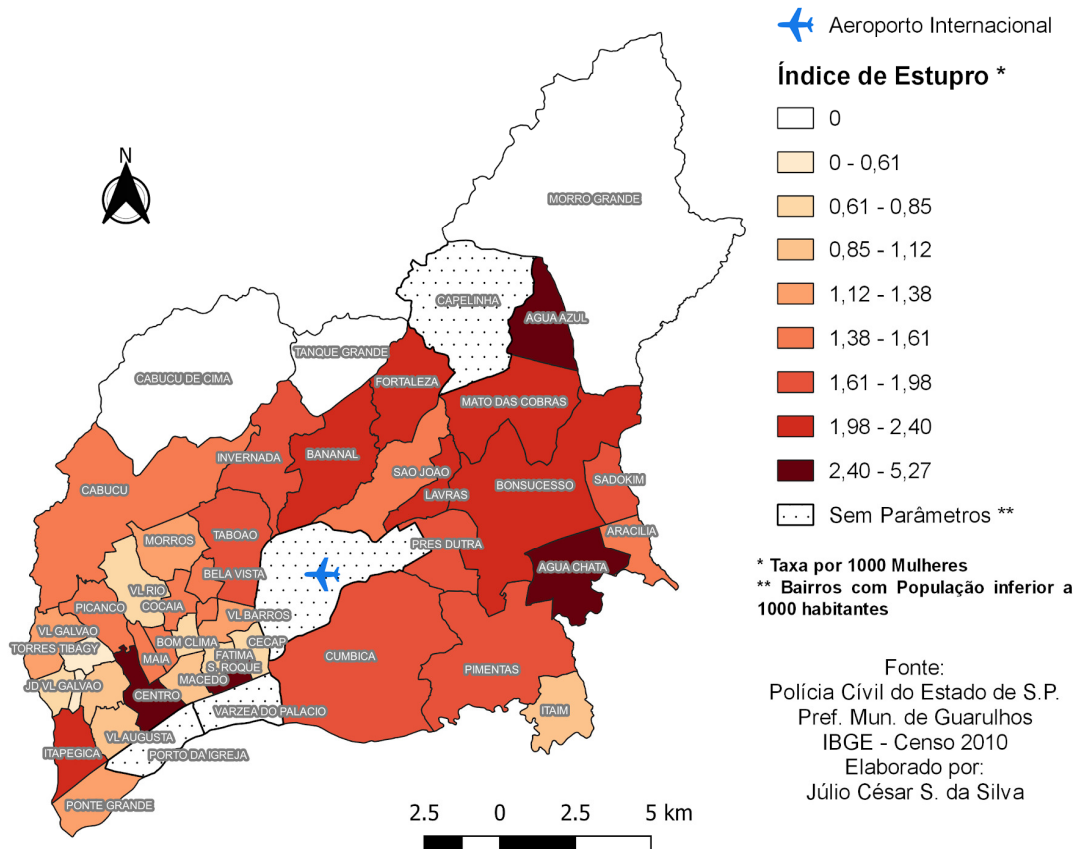 Aeroporto Internacional
Índice de Estupro *
0
0 - 0,61
0,61 - 0,85
0,85 - 1,12
1,12 - 1,38
1,38 - 1,61
1,61 - 1,98
1,98 - 2,40
2,40 - 5,27
Sem Parâmetros **
* Taxa por 1000 Mulheres
** Bairros com População inferior a
1000 habitantes
Fonte:
Polícia Cívil do Estado de S.P.
Pref. Mun. de Guarulhos
IBGE - Censo 2010
Elaborado por:
Júlio César S. da Silva
N
MORRO GRANDE
CAPELINHA
AGUA AZUL
TANQUE GRANDE
CABUCU DE CIMA
FORTALEZA
MATO DAS COBRAS
INVERNADA
BANANAL
SAO JOAO
CABUCU
LAVRAS
BONSUCESSO
SADOKIM
ARACILIA
MORROS
TABOAO
PRES DUTRA
AGUA CHATA
BELA VISTA
VL RIO
PICANCO
COCAIA
VL BARROS
VL GALVAO
TORRES TIBAGY
BOM CLIMA
CECAP
MAIA
FATIMA
S. ROQUE
CUMBICA
PIMENTAS
MACEDO
JD VL GALVAO
CENTRO
VARZEA DO PALACIO
ITAIM
VL AUGUSTA
ITAPEGICA
PORTO DA IGREJA
PONTE GRANDE
2.5 0 2.5 5 km